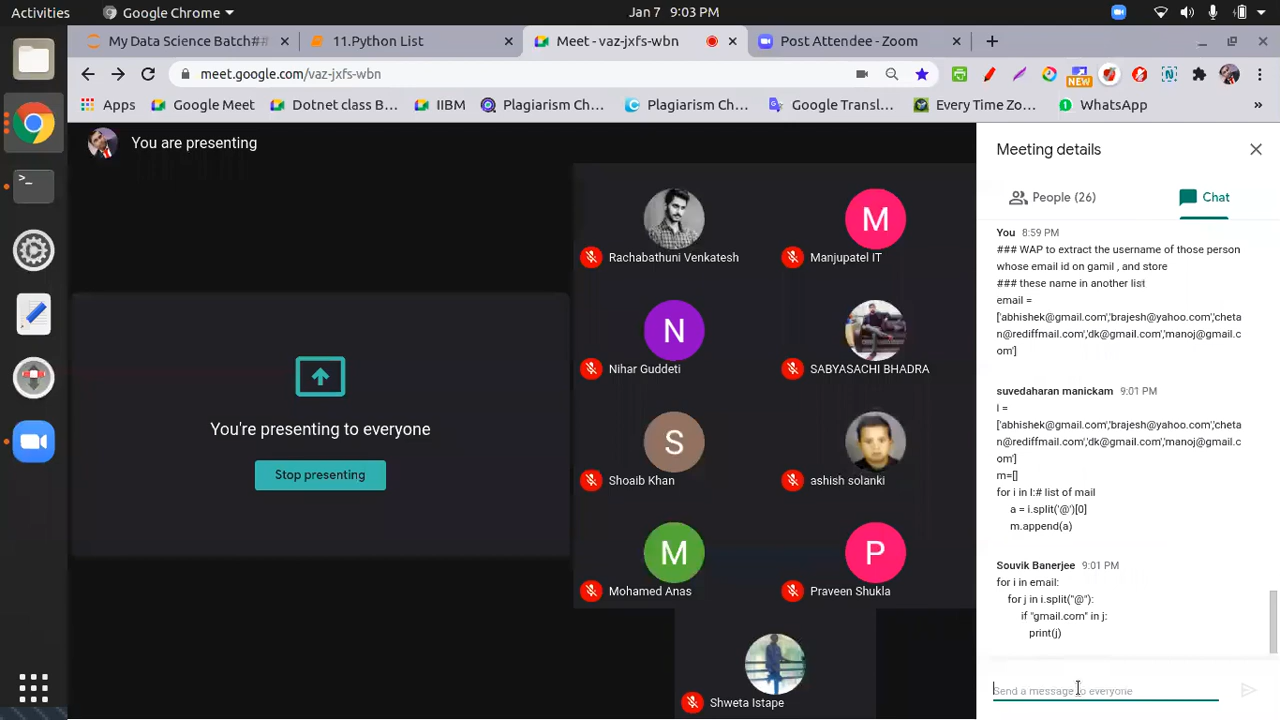 Activities
Google Chrome
Jan 7 9:03 PM
My Data Science Batch##
11.Python List
Meet - vaz-jxfs-wbn
Post Attendee - Zoom
meet.google.com/vaz-jxfs-wbn
NEW
Apps
Google Meet
Dotnet class B...
IIBM
Plagiarism Ch...
Plagiarism Ch...
Google Transl...
Every Time Zo...
WhatsApp
»
You are presenting
You're presenting to everyone
Stop presenting
Rachabathuni Venkatesh
M
Manjupatel IT
N
Nihar Guddeti
SABYASACHI BHADRA
S
Shoaib Khan
ashish solanki
M
Mohamed Anas
P
Praveen Shukla
Shweta Istape
Meeting details
People (26)
Chat
You 8:59 PM
### WAP to extract the username of those person
whose email id on gamil , and store
### these name in another list
email =
['abhishek@gmail.com','brajesh@yahoo.com','cheta
n@rediffmail.com','dk@gmail.com','manoj@gmail.c
om']
suvedaharan manickam 9:01 PM
l =
['abhishek@gmail.com','brajesh@yahoo.com','cheta
n@rediffmail.com','dk@gmail.com','manoj@gmail.c
om']
m=[]
for i in l:# list of mail
a = i.split('@')[0]
m.append(a)
Souvik Banerjee 9:01 PM
for i in email:
for j in i.split("@"):
if "gmail.com" in j:
print(j)
Send a message to everyone